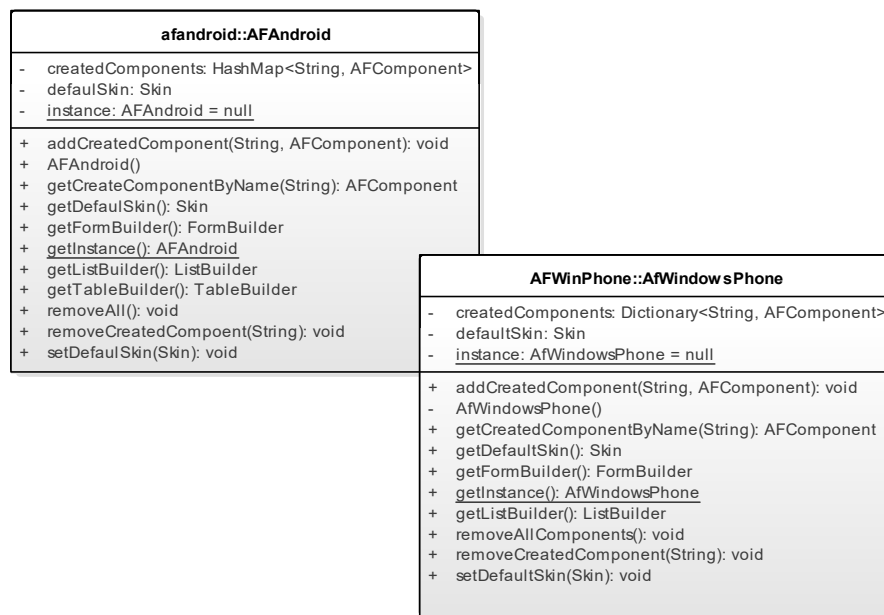 afandroid::AFAndroid
- createdComponents: HashMap<String, AFComponent>
- defaulSkin: Skin
- instance: AFAndroid = null
+ addCreatedComponent(String, AFComponent): void
+ AFAndroid()
+ getCreateComponentByName(String): AFComponent
+ getDefaulSkin(): Skin
+ getFormBuilder(): FormBuilder
+ getInstance(): AFAndroid
+ getListBuilder(): ListBuilder
+ getTableBuilder(): TableBuilder
+ removeAll(): void
+ removeCreatedCompoent(String): void
+ setDefaulSkin(Skin): void
AFWinPhone::AfWindowsPhone
- createdComponents: Dictionary<String, AFComponent>
- defaultSkin: Skin
- instance: AfWindowsPhone = null
+ addCreatedComponent(String, AFComponent): void
- AfWindowsPhone()
+ getCreatedComponentByName(String): AFComponent
+ getDefaultSkin(): Skin
+ getFormBuilder(): FormBuilder
+ getInstance(): AfWindowsPhone
+ getListBuilder(): ListBuilder
+ removeAllComponents(): void
+ removeCreatedComponent(String): void
+ setDefaultSkin(Skin): void